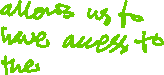 allows us to
have access to
the